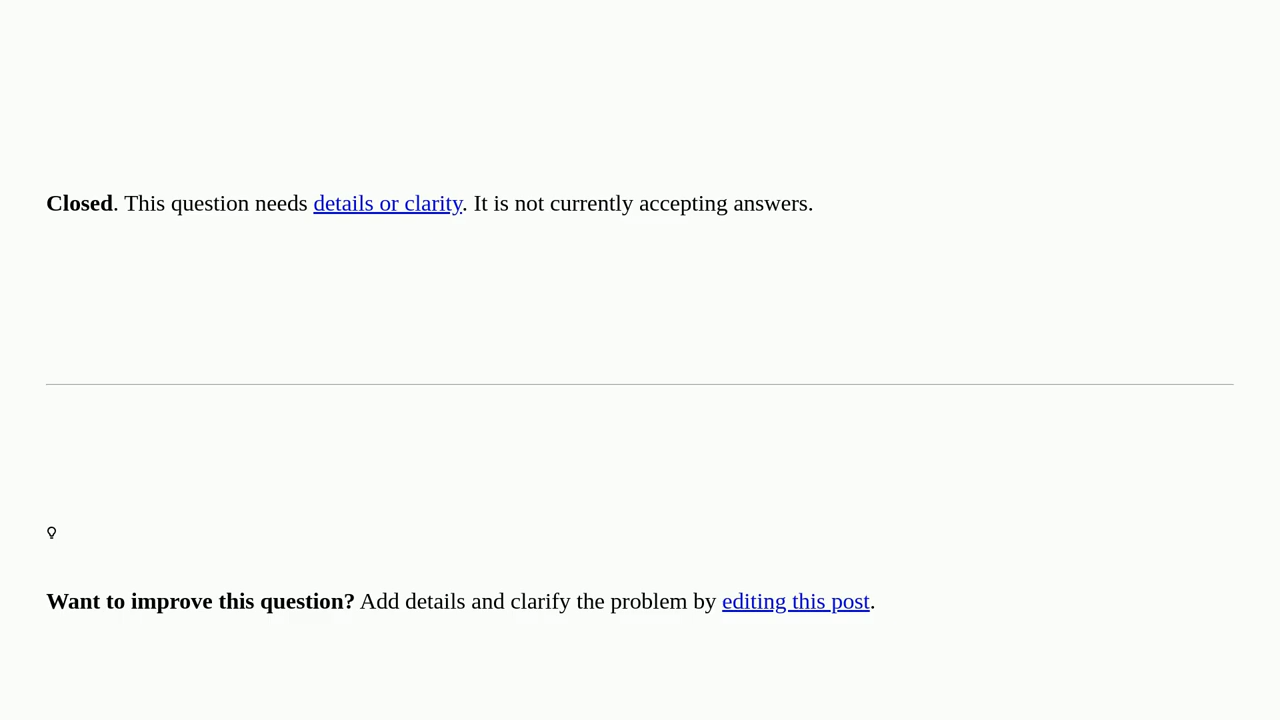 Closed. This question needs details or clarity. It is not currently accepting answers.
Want to improve this question? Add details and clarify the problem by editing this post.